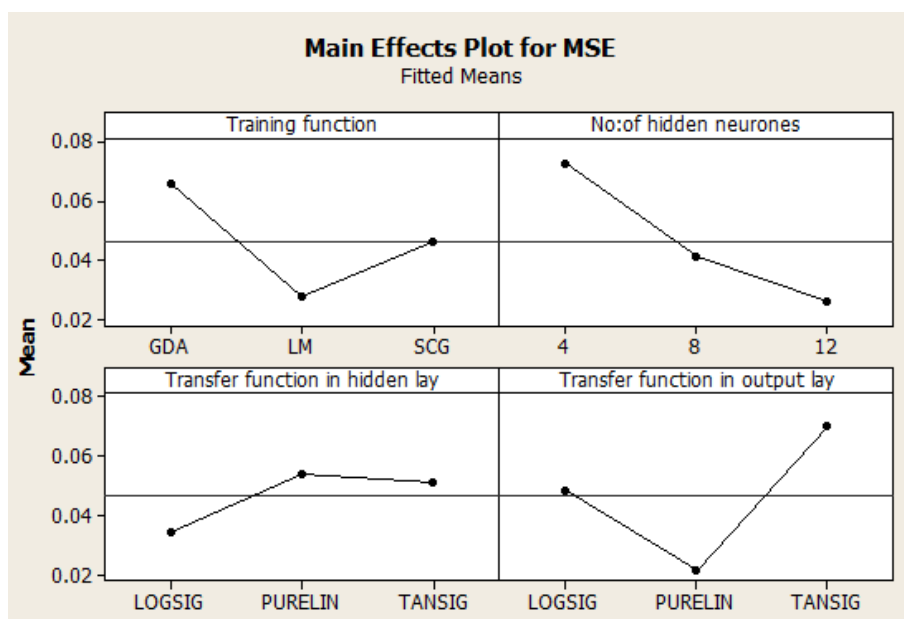 Main Effects Plot for MSE
Fitted Means
Mean
Training function
No:of hidden neurones
0.08
0.06
0.04
0.02
GDA LM SCG
4 8 12
Transfer function in hidden lay
Transfer function in output lay
0.08
0.06
0.04
0.02
LOGSIG PURELIN TANSIG
LOGSIG PURELIN TANSIG